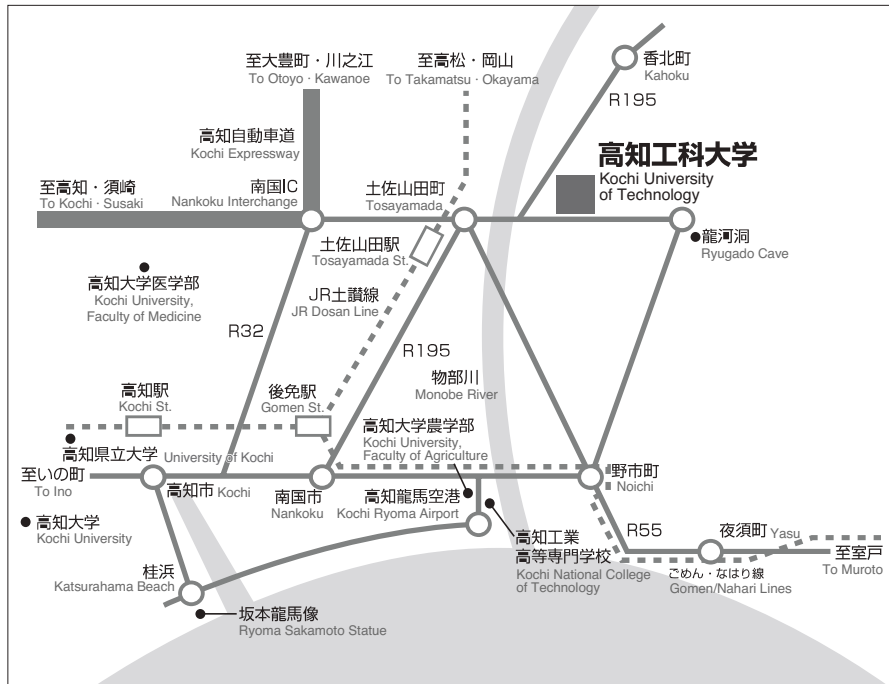 至大豊町・川之江
To Otoyo · Kawanoe
至高松・岡山
To Takamatsu · Okayama
香北町
Kahoku
R195
高知自動車道
Kochi Expressway
高知工科大学
Kochi University
of Technology
至高知・須崎
To Kochi · Susaki
南国IC
Nankoku Interchange
土佐山田町
Tosayamada
土佐山田駅
Tosayamada St.
龍河洞
Ryugado Cave
高知大学医学部
Kochi University,
Faculty of Medicine
JR土讃線
JR Dosan Line
R32
R195
物部川
Monobe River
高知駅
Kochi St.
後免駅
Gomen St.
高知大学農学部
Kochi University,
Faculty of Agriculture
高知県立大学 University of Kochi
至いの町
To Ino
高知市 Kochi
南国市
Nankoku
高知龍馬空港
Kochi Ryoma Airport
野市町
Noichi
高知大学
Kochi University
高知工業
高等専門学校
Kochi National College
of Technology
R55
夜須町 Yasu
至室戸
To Muroto
ごめん・なはり線
Gomen/Nahari Lines
桂浜
Katsurahama Beach
坂本龍馬像
Ryoma Sakamoto Statue